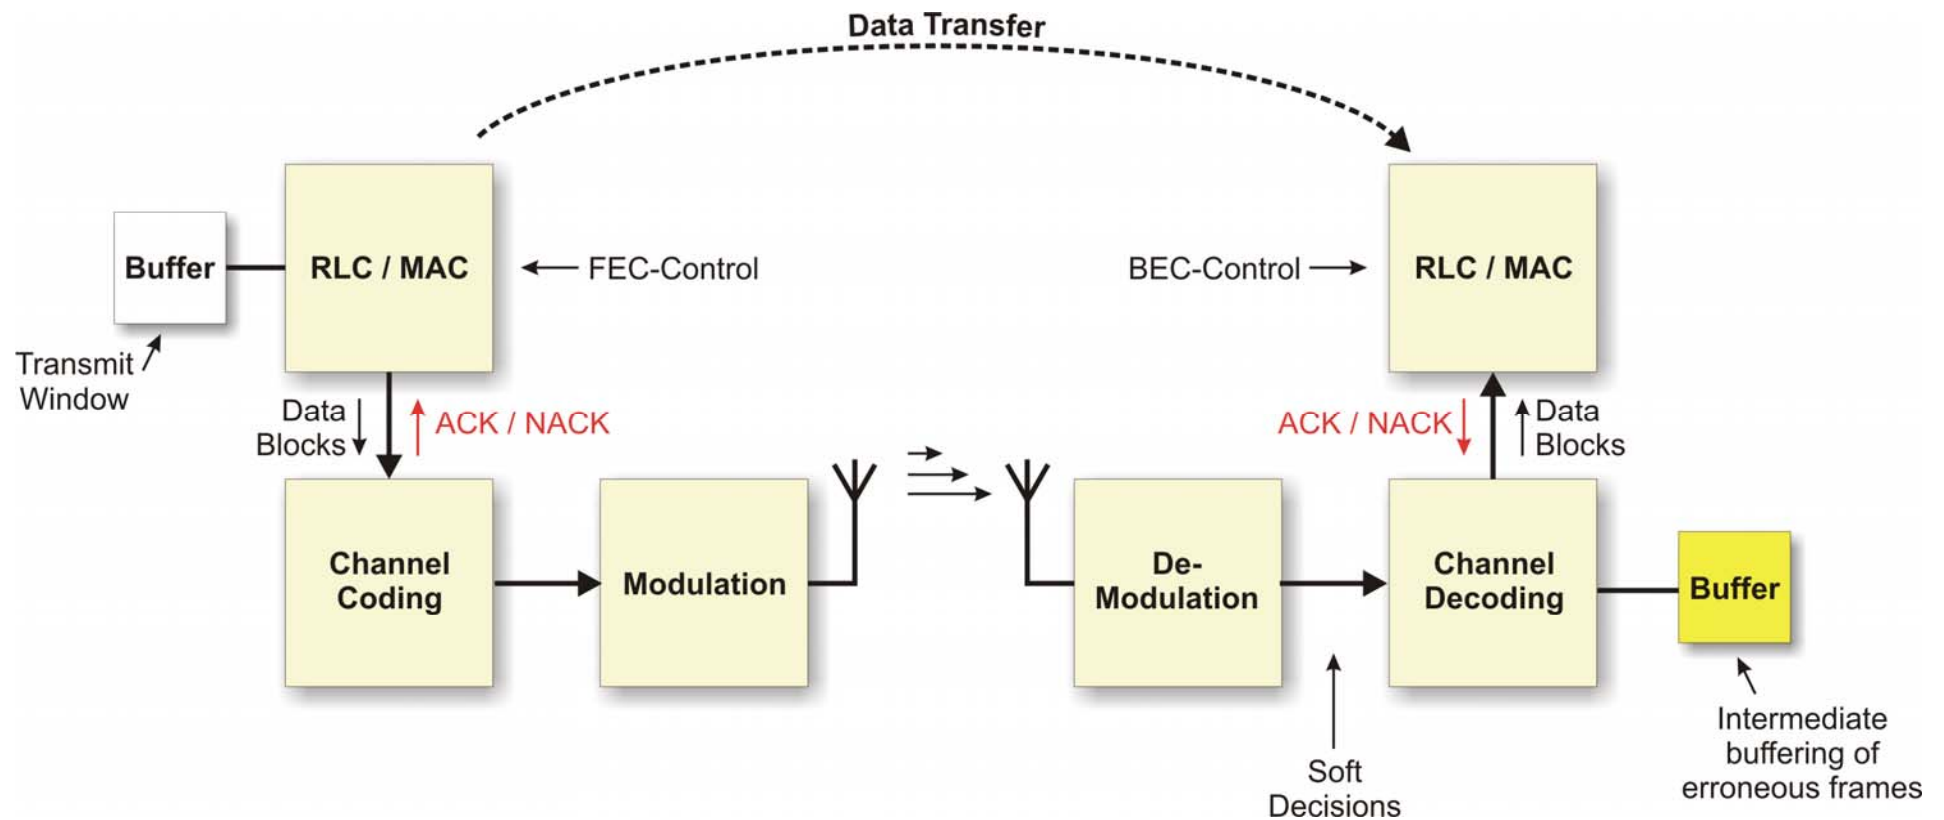 Data Transfer
Buffer
RLC / MAC
FEC-Control
BEC-Control
RLC / MAC
Transmit
Window
Data
Blocks
ACK / NACK
ACK / NACK
Data
Blocks
Channel
Coding
Modulation
De-
Modulation
Channel
Decoding
Buffer
Soft
Decisions
Intermediate
buffering of
erroneous frames